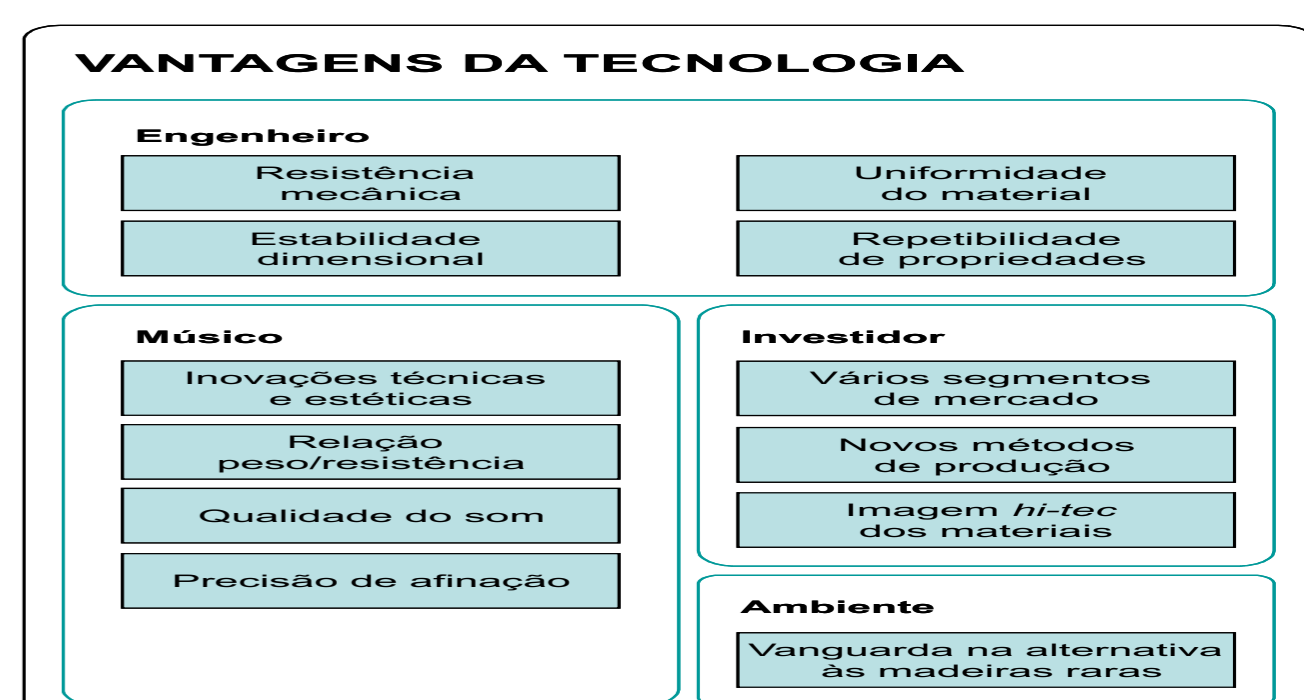 VANTAGENS DA TECNOLOGIA
Engenheiro
Resistência
mecânica
Uniformidade
do material
Estabilidade
dimensional
Repetibilidade
de propriedades
Músico
Inovações técnicas
e estéticas
Relação
peso/resistência
Qualidade do som
Precisão de afinação
Investidor
Vários segmentos
de mercado
Novos métodos
de produção
Imagem hi-tec
dos materiais
Ambiente
Vanguarda na alternativa
às madeiras raras